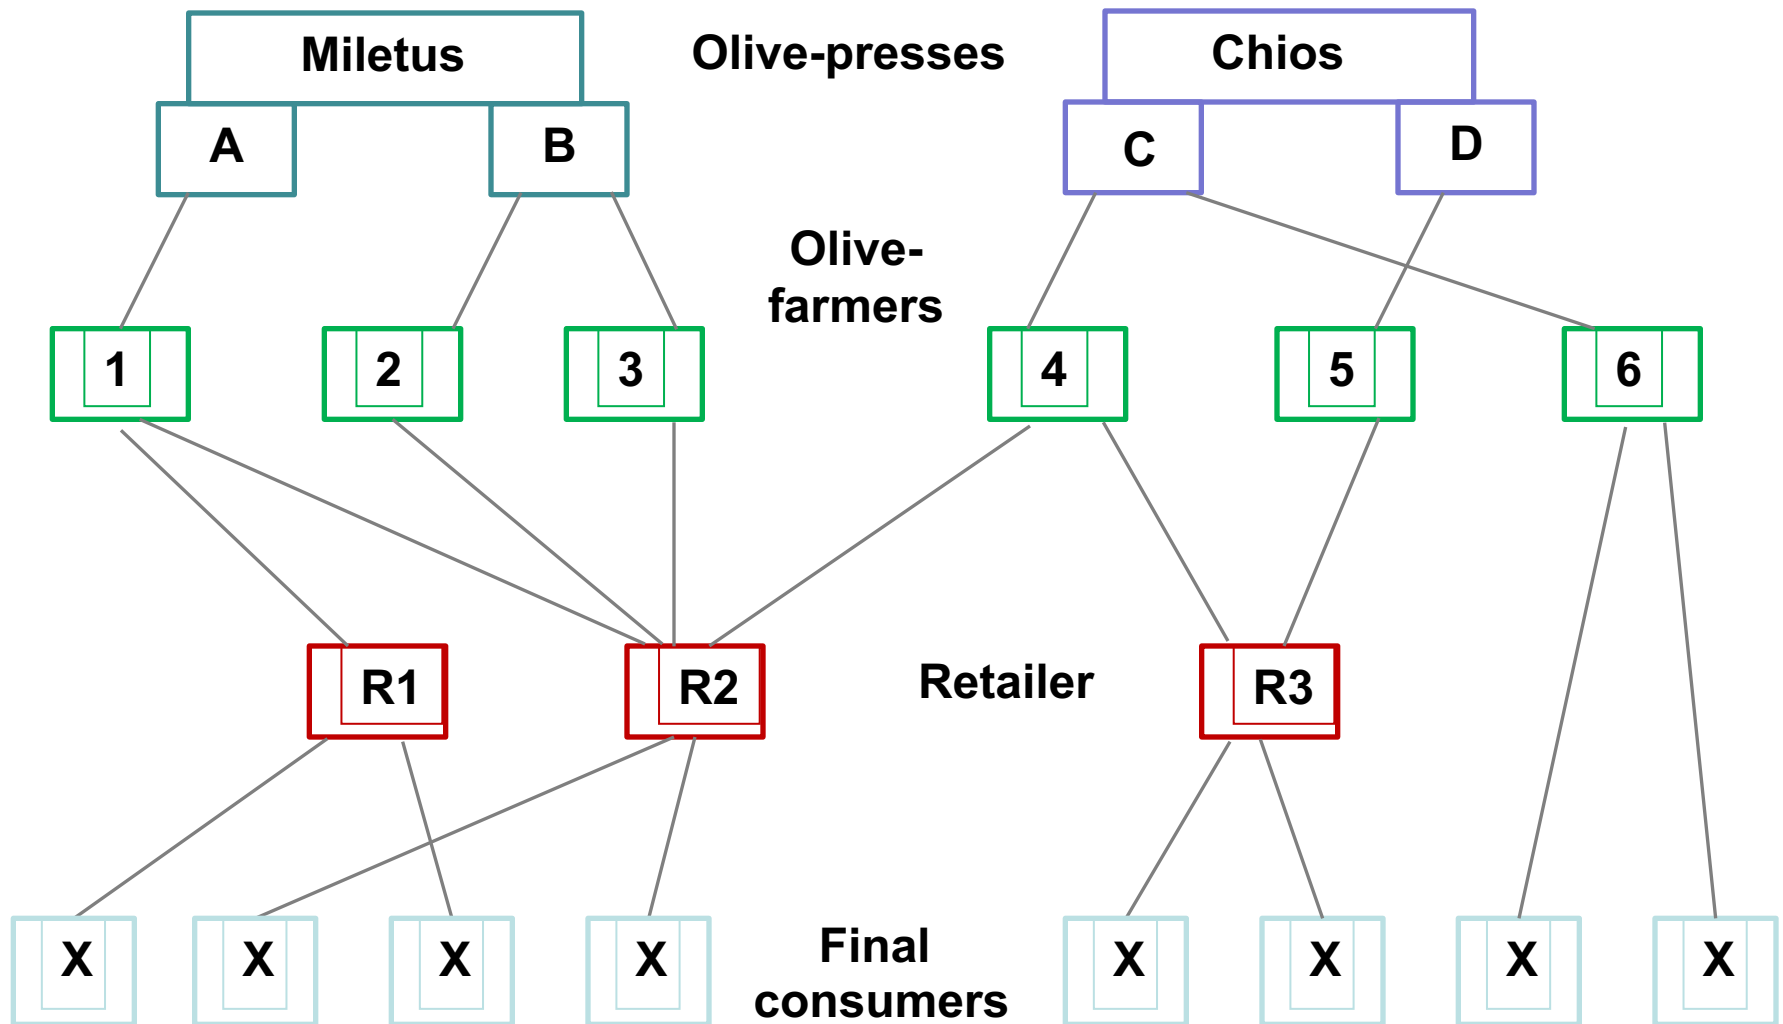 Miletus
Olive-presses
Chios
A
B
C
D
Olive-
farmers
1
2
3
4
5
6
R1
R2
Retailer
R3
X
X
X
X
Final
consumers
X
X
X
X